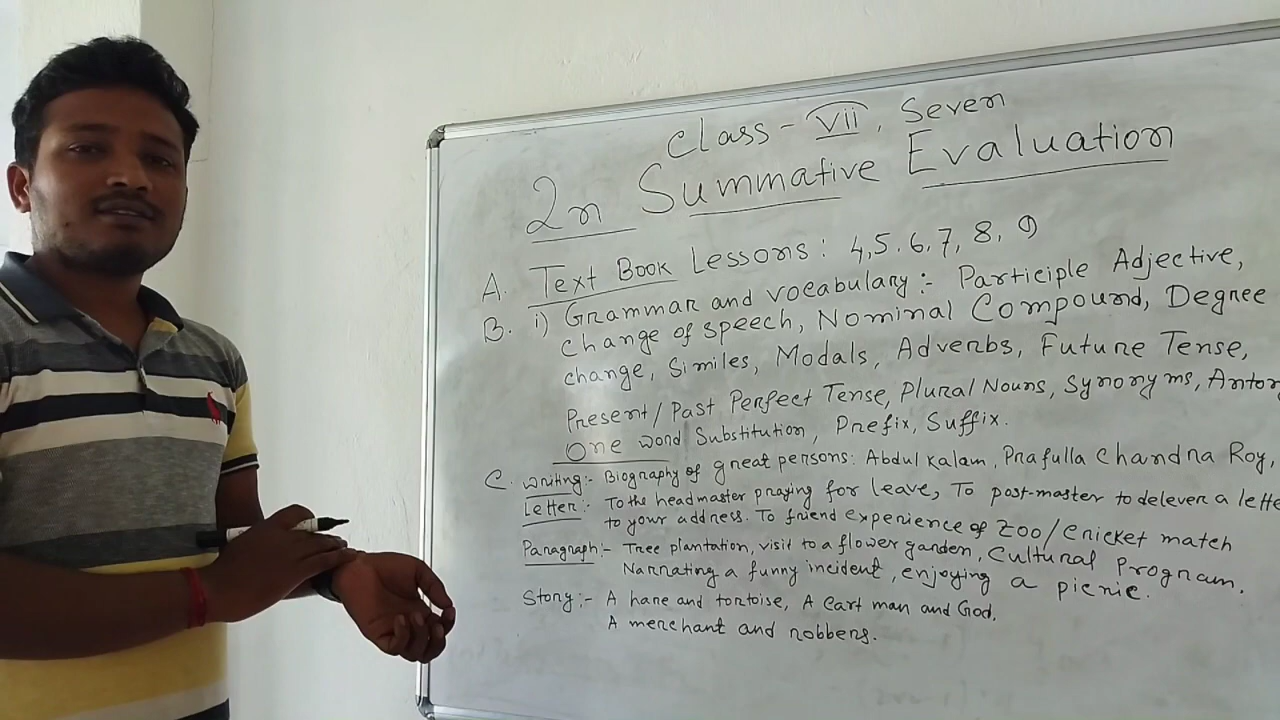 Class - VII, Seven
2n Summative Evaluation
A. Text Book Lessons: 4,5.6,7, 8, 9
B. i) Grammar and vocabulary:- Participle Adjective,
change of speech, Nominal Compound, Degree
change, Similes, Modals, Adverbs, Future Tense,
Present/Past Perfect Tense, Plural Nouns, Synonyms, Anton
One word Substitution, Prefix, Suffix.
C. writing:- Biography of great persons: Abdul Kalam, Prafulla Chandra Roy,
Letter:- To the headmaster praying for leave, To post-master to delever a lette
to your address. To friend experience of zoo/cricket match
Paragraph:- Tree plantation, visit to a flower garden, Cultural Program.
Narrating a funny incident, enjoying a picnic.
Story:- A hare and tortoise, A Cart man and God.
A merchant and robbers.